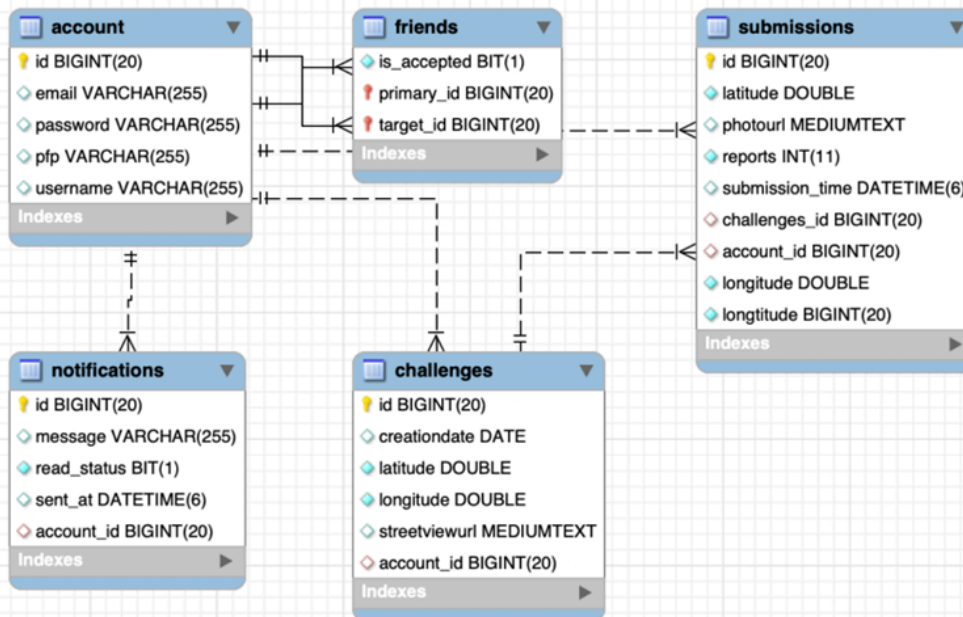 account
id BIGINT(20)
email VARCHAR(255)
password VARCHAR(255)
pfp VARCHAR(255)
username VARCHAR(255)
Indexes
friends
is_accepted BIT(1)
primary_id BIGINT(20)
target_id BIGINT(20)
Indexes
submissions
id BIGINT(20)
latitude DOUBLE
photourl MEDIUMTEXT
reports INT(11)
submission_time DATETIME(6)
challenges_id BIGINT(20)
account_id BIGINT(20)
longitude DOUBLE
longtitude BIGINT(20)
Indexes
notifications
id BIGINT(20)
message VARCHAR(255)
read_status BIT(1)
sent_at DATETIME(6)
account_id BIGINT(20)
Indexes
challenges
id BIGINT(20)
creationdate DATE
latitude DOUBLE
longitude DOUBLE
streetviewurl MEDIUMTEXT
account_id BIGINT(20)
Indexes